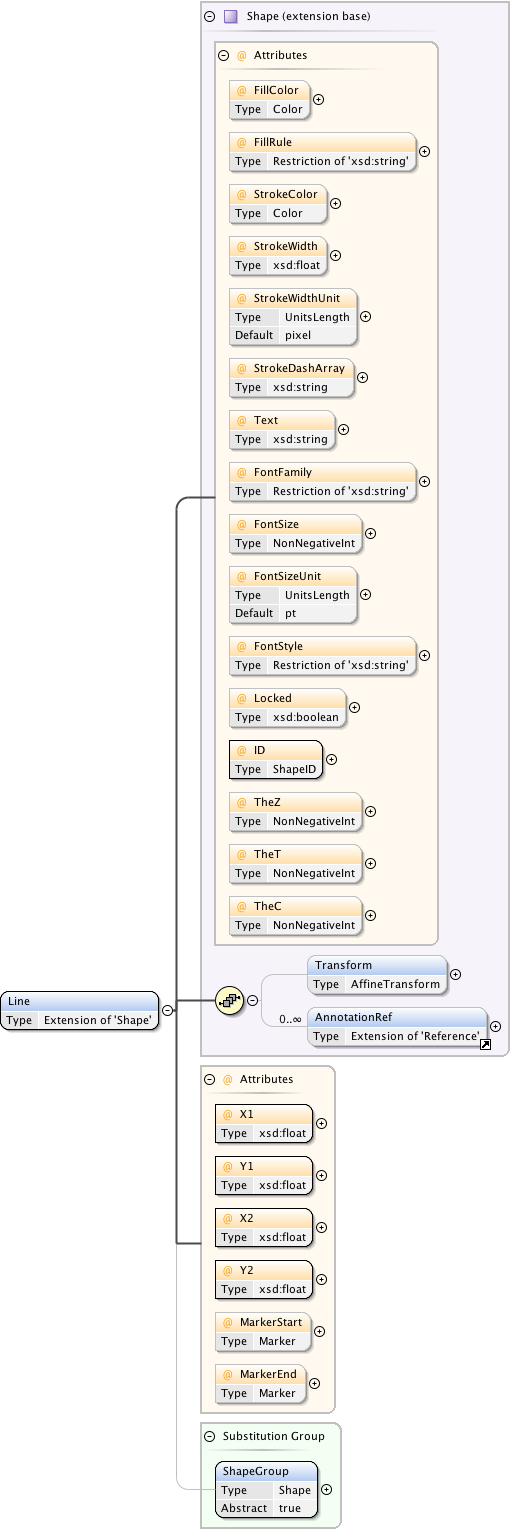 Shape (extension base)
@ Attributes
@ FillColor
Type Color
@ FillRule
Type Restriction of 'xsd:string'
@ StrokeColor
Type Color
@ StrokeWidth
Type xsd:float
@ StrokeWidthUnit
Type UnitsLength
Default pixel
@ StrokeDashArray
Type xsd:string
@ Text
Type xsd:string
@ FontFamily
Type Restriction of 'xsd:string'
@ FontSize
Type NonNegativeInt
@ FontSizeUnit
Type UnitsLength
Default pt
@ FontStyle
Type Restriction of 'xsd:string'
@ Locked
Type xsd:boolean
@ ID
Type ShapeID
@ TheZ
Type NonNegativeInt
@ TheT
Type NonNegativeInt
@ TheC
Type NonNegativeInt
Transform
Type AffineTransform
Line
Type Extension of 'Shape'
0..∞
AnnotationRef
Type Extension of 'Reference'
@ Attributes
@ X1
Type xsd:float
@ Y1
Type xsd:float
@ X2
Type xsd:float
@ Y2
Type xsd:float
@ MarkerStart
Type Marker
@ MarkerEnd
Type Marker
Substitution Group
ShapeGroup
Type Shape
Abstract true